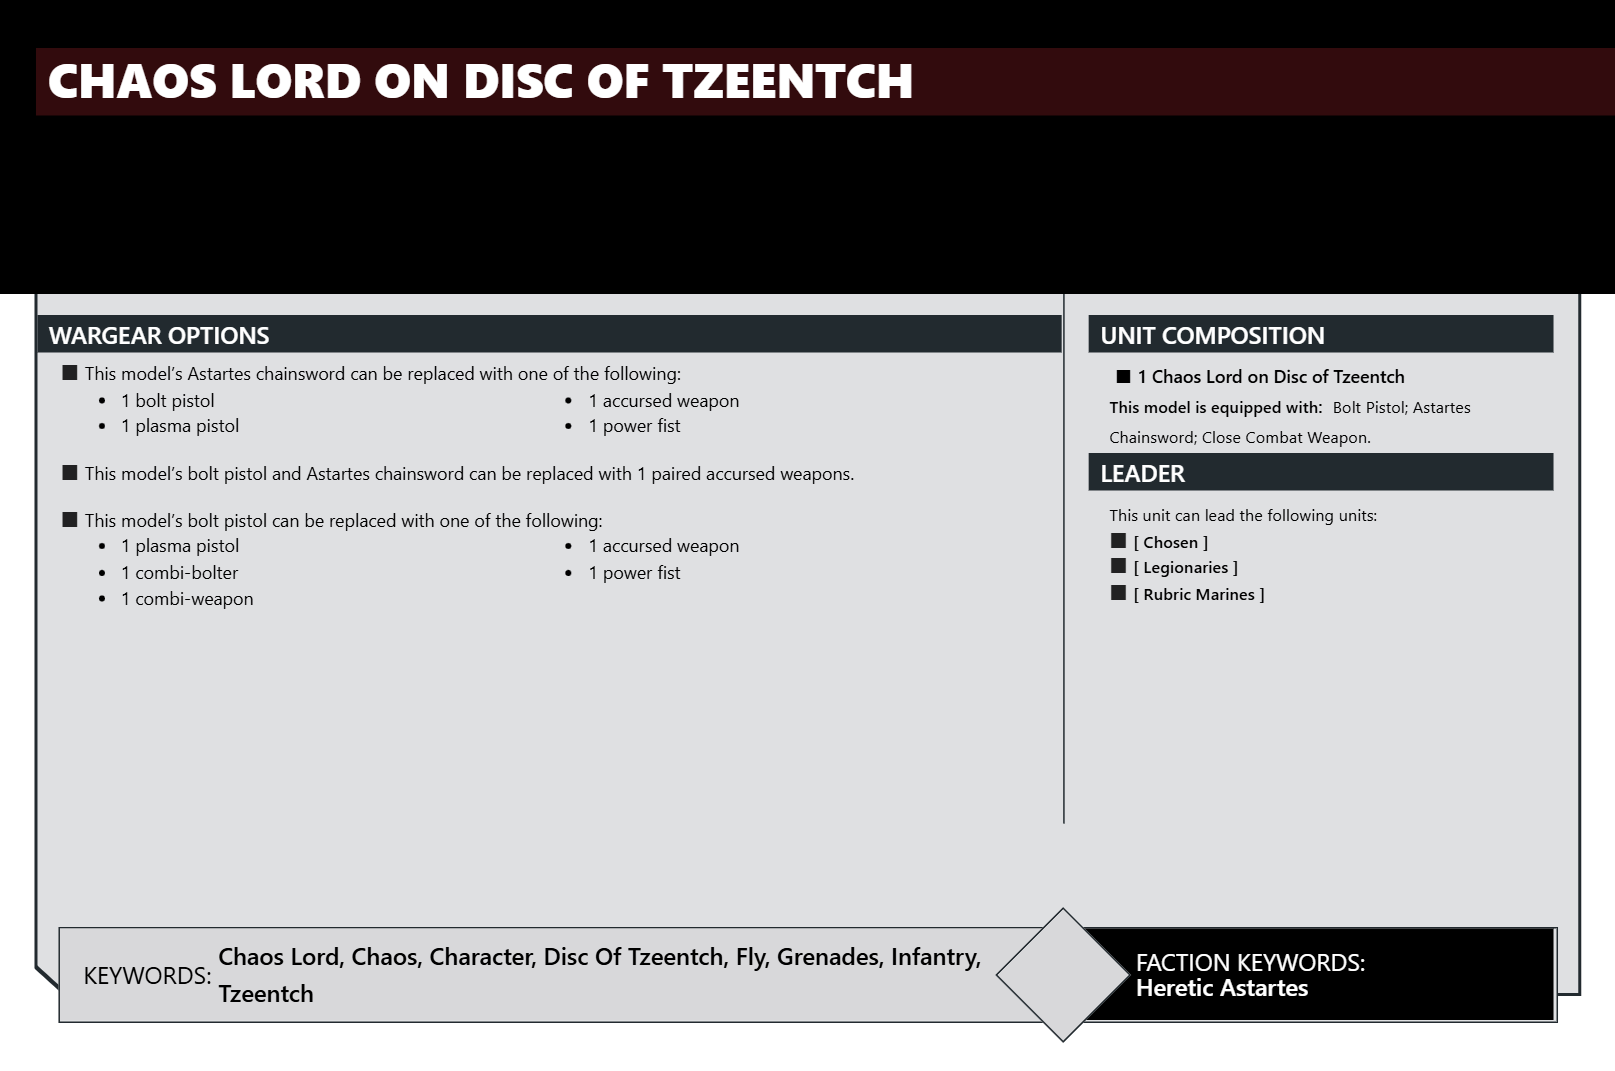 CHAOS LORD ON DISC OF TZEENTCH
WARGEAR OPTIONS
■ This model's Astartes chainsword can be replaced with one of the following:
• 1 bolt pistol
• 1 plasma pistol
• 1 accursed weapon
• 1 power fist
■ This model's bolt pistol and Astartes chainsword can be replaced with 1 paired accursed weapons.
■ This model's bolt pistol can be replaced with one of the following:
• 1 plasma pistol
• 1 combi-bolter
• 1 combi-weapon
• 1 accursed weapon
• 1 power fist
UNIT COMPOSITION
■ 1 Chaos Lord on Disc of Tzeentch
This model is equipped with: Bolt Pistol; Astartes
Chainsword; Close Combat Weapon.
LEADER
This unit can lead the following units:
■ [ Chosen ]
■ [ Legionaries ]
■ [ Rubric Marines ]
KEYWORDS: Chaos Lord, Chaos, Character, Disc Of Tzeentch, Fly, Grenades, Infantry,
Tzeentch
FACTION KEYWORDS:
Heretic Astartes